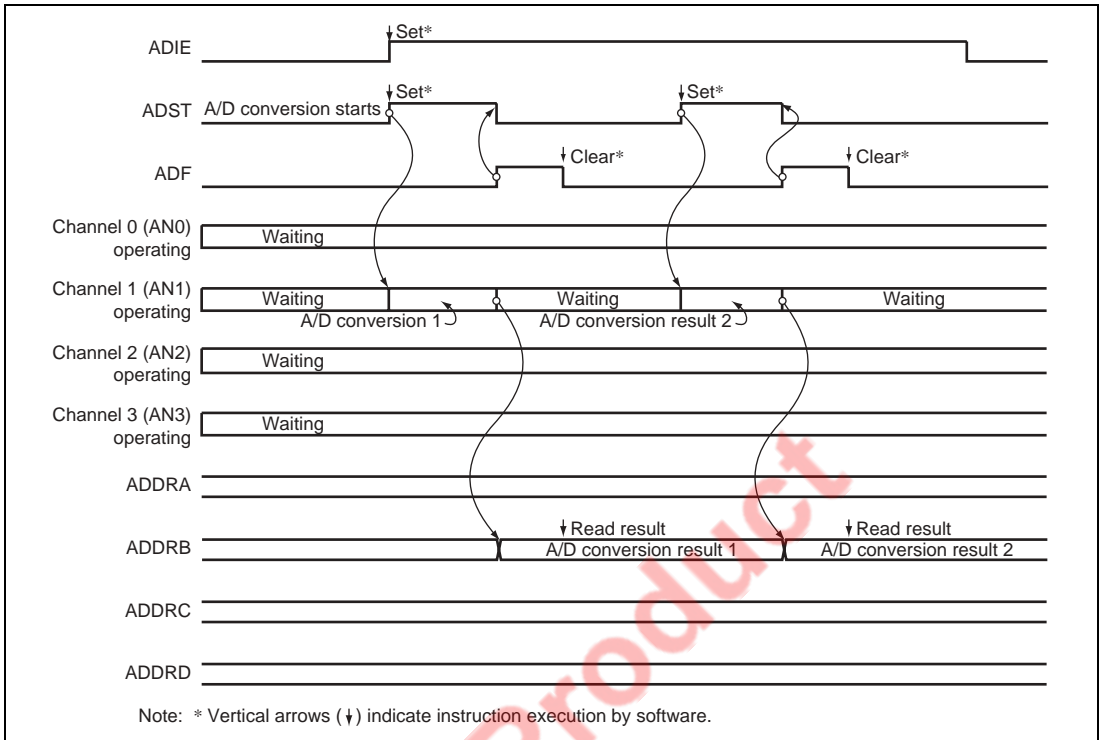 ADIE
Set*
ADST
A/D conversion starts
Set*
Set*
ADF
Clear*
Clear*
Channel 0 (AN0)
operating
Waiting
Channel 1 (AN1)
operating
Waiting
Waiting
Waiting
A/D conversion 1
A/D conversion result 2
Channel 2 (AN2)
operating
Waiting
Channel 3 (AN3)
operating
Waiting
ADDRA
ADDRB
Read result
Read result
A/D conversion result 1
A/D conversion result 2
ADDRC
ADDRD
Note: * Vertical arrows (↓) indicate instruction execution by software.
Product